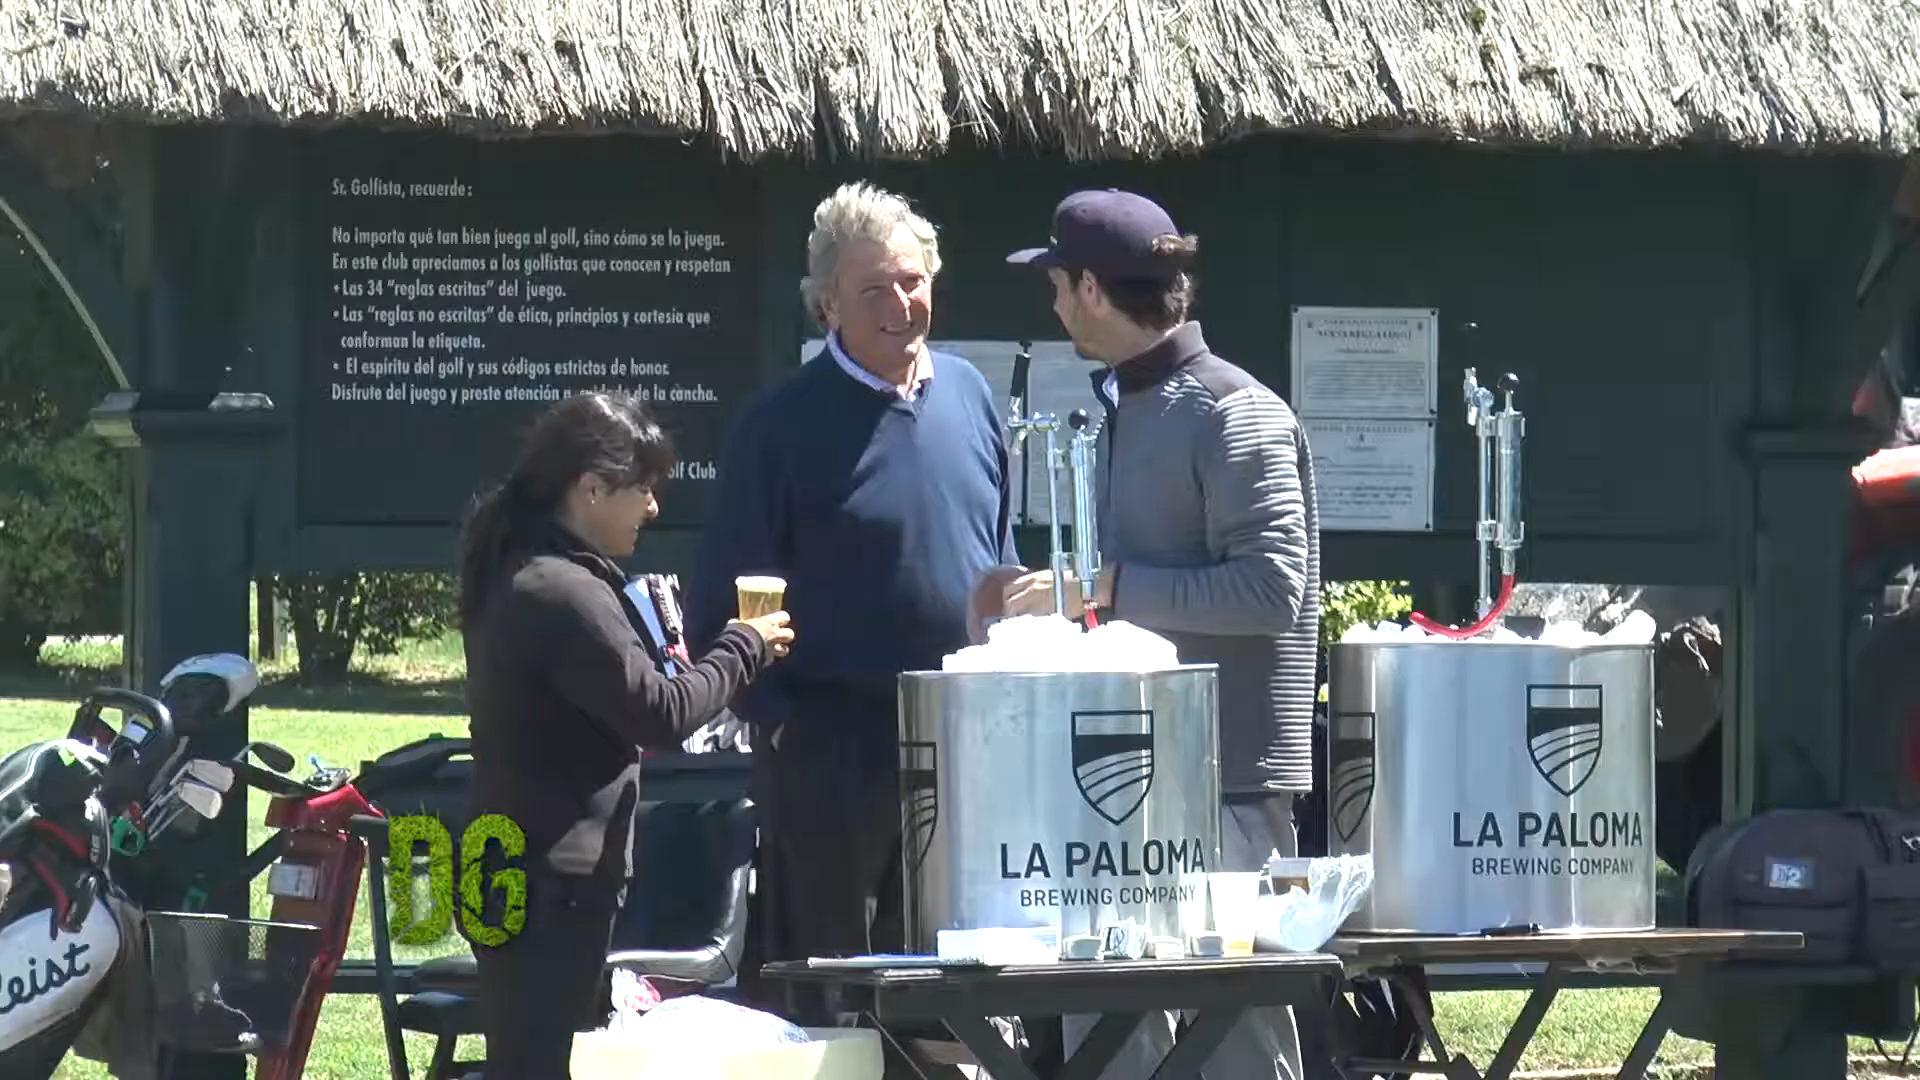 Sr. Golfista, recuerde:
No importa qué tan bien juega al golf, sino cómo se lo juega.
En este club apreciamos a los golfistas que conocen y respetan
• Las 34 "reglas escritas" del juego.
• Las "reglas no escritas" de ética, principios y cortesía que
conforman la etiqueta.
• El espíritu del golf y sus códigos estrictos de honor.
Disfrute del juego y preste atención a de la cancha.
Club
LA PALOMA
BREWING COMPANY
LA PALOMA
BREWING COMPANY
DG
eist